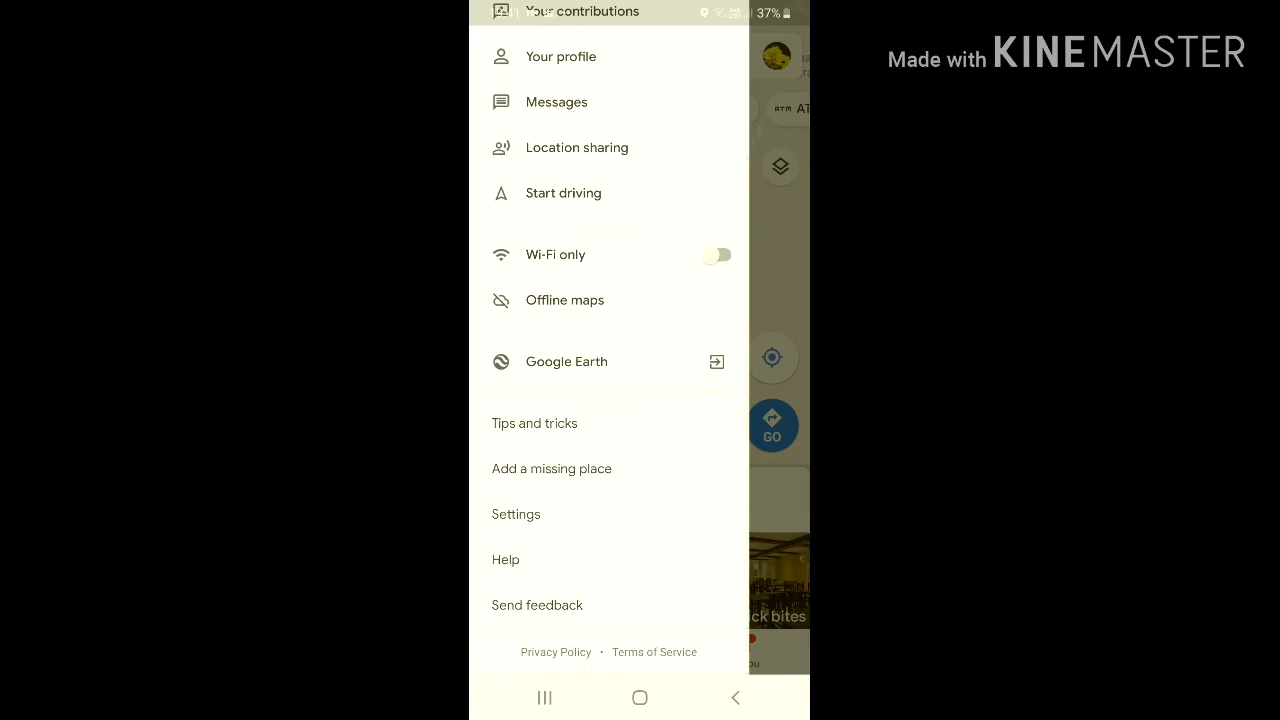 Your contributions
37%
Made with KINEMASTER
Your profile
Messages
ATM
Location sharing
Start driving
Wi-Fi only
Offline maps
Google Earth
GO
Tips and tricks
Add a missing place
Settings
Help
Send feedback
ck bites
Privacy Policy • Terms of Service
ou